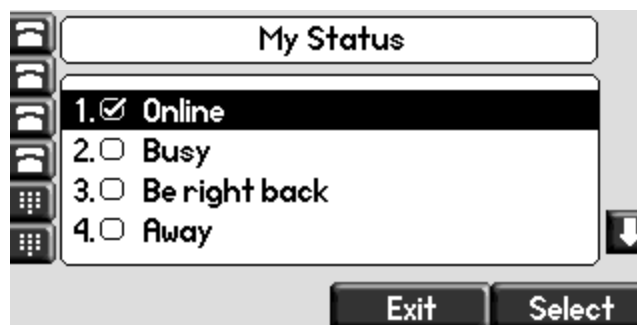 My Status
1. Online
2. Busy
3. Be right back
4. Away
Exit Select